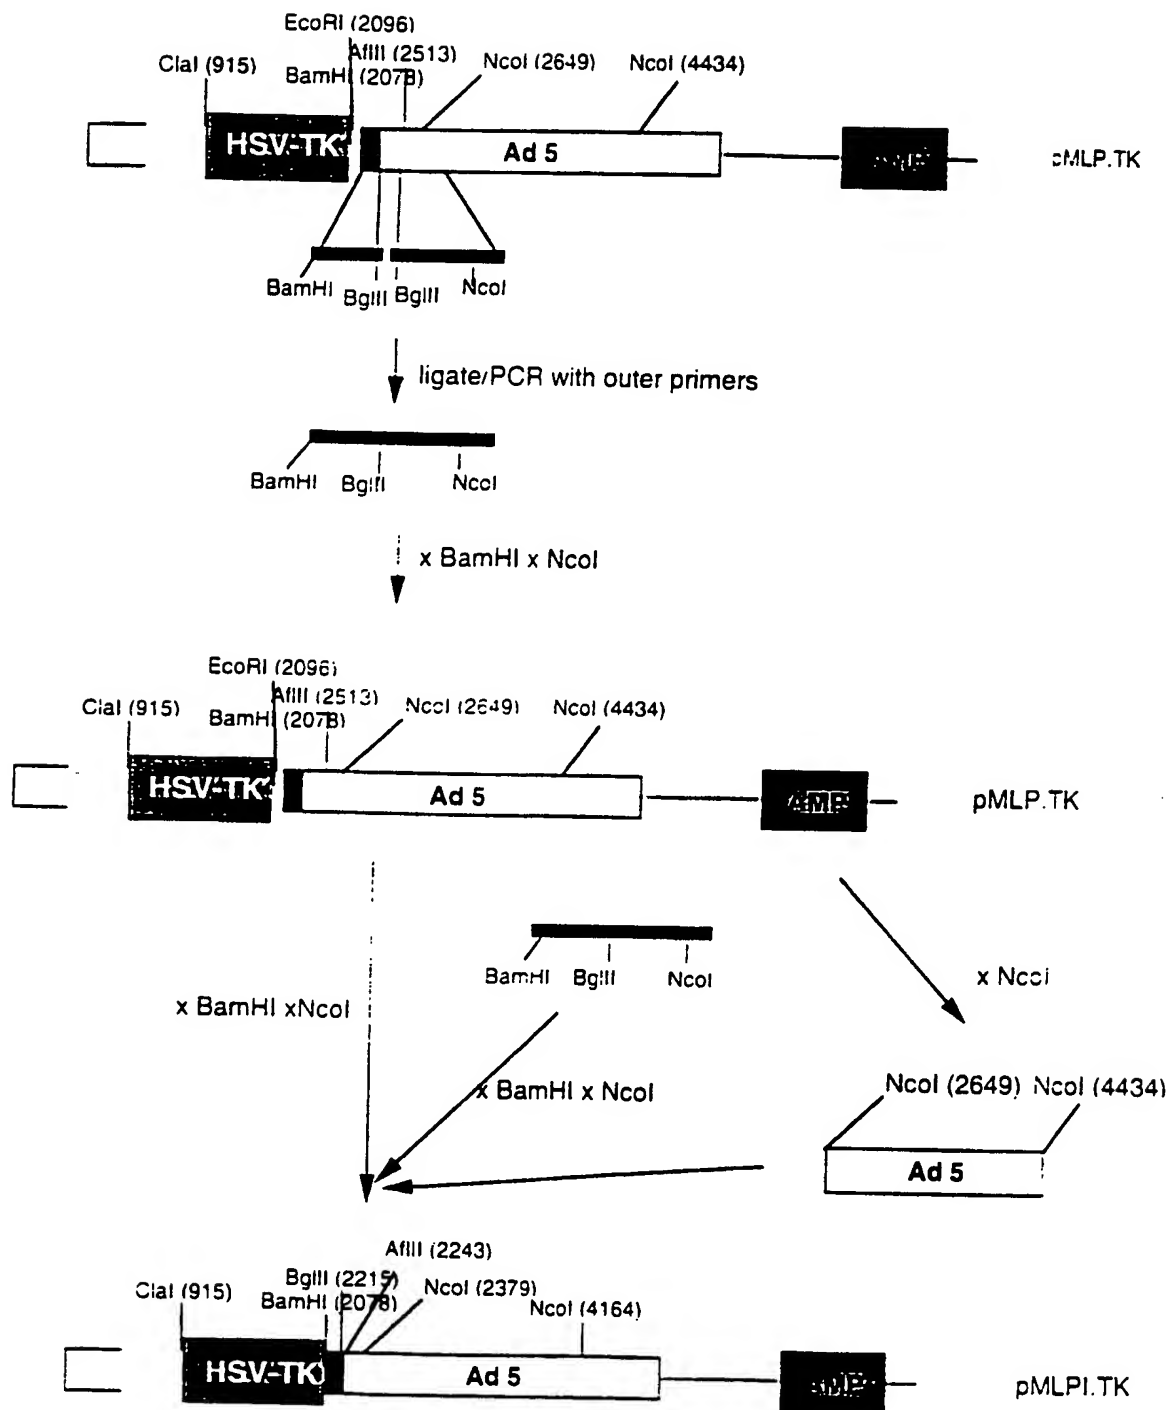 EcoRI (2096)
ClaI (915)
AflII (2513)
BamHI (2078)
NcoI (2649)
NcoI (4434)
HSV-TK
Ad 5
AMP
pMLP.TK
BamHI
BglII
BglII
NcoI
ligate/PCR with outer primers
BamHI
BglII
NcoI
x BamHI x NcoI
EcoRI (2096)
ClaI (915)
AflII (2513)
BamHI (2078)
NcoI (2649)
NcoI (4434)
HSV-TK
Ad 5
AMP
pMLP.TK
BamHI
BglII
NcoI
x NcoI
x BamHI xNcoI
x BamHI x NcoI
NcoI (2649)
NcoI (4434)
Ad 5
AflII (2243)
BglII (2215)
ClaI (915)
BamHI (2078)
NcoI (2379)
NcoI (4164)
HSV-TK
Ad 5
AMP
pMLPI.TK